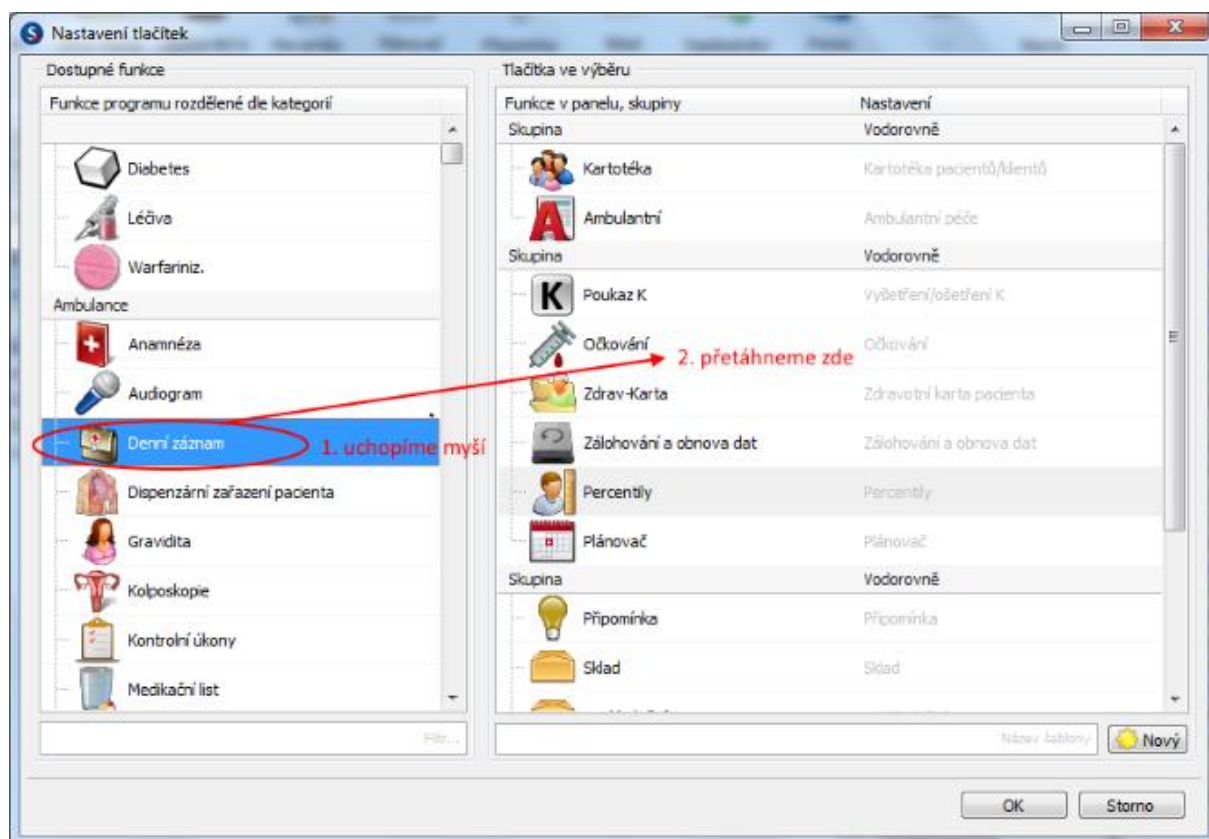 Nastavení tlačítek
Dostupné funkce
Funkce programu rozdělené dle kategorií
Diabetes
Léčiva
Warfariniz.
Ambulance
Anamnéza
Audiogram
Denní záznam
1. uchopíme myší
Dispenzární zařazení pacienta
Gravidita
Kolposkopie
Kontrolní úkony
Medikační list
Filtr...
Tlačítka ve výběru
Funkce v panelu, skupiny Nastavení
Skupina Vodorovně
Kartotéka Kartotéka pacientů/klientů
Ambulantní Ambulantní péče
Skupina Vodorovně
K Poukaz K Vyšetření/ošetření K
Očkování Očkování
2. přetáhneme zde
Zdrav-Karta Zdravotní karta pacienta
Zálohování a obnova dat Zálohování a obnova dat
Percentily Percentily
Plánovač Plánovač
Skupina Vodorovně
Připomínka Připomínka
Sklad Sklad
Název šablony Nový
OK Storno